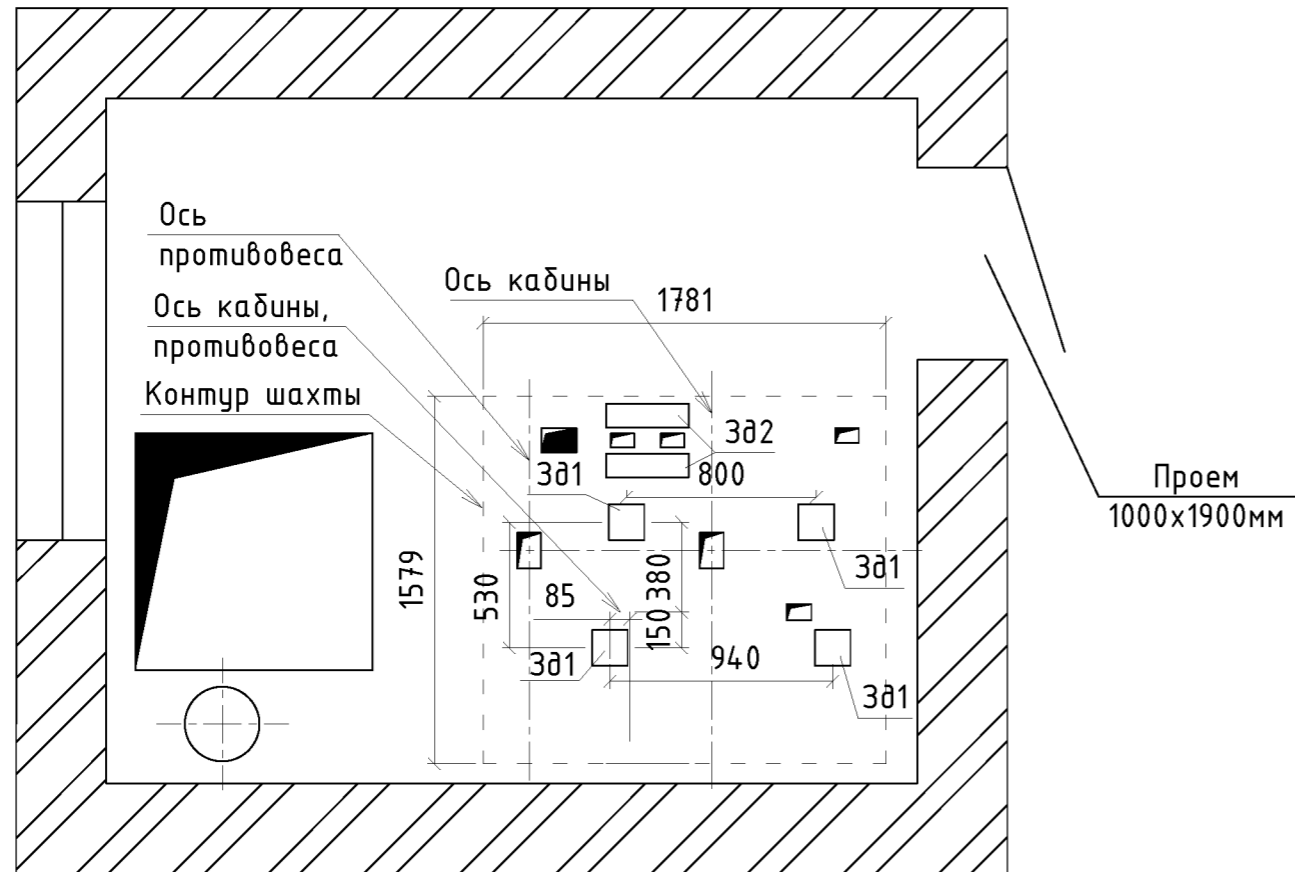 Ось
противовеса
Ось кабины
1781
Ось кабины,
противовеса
Контур шахты
Зд2
Зд1
800
Проем
1000х1900мм
1579
530
85
380
150
Зд1
Зд1
940
Зд1